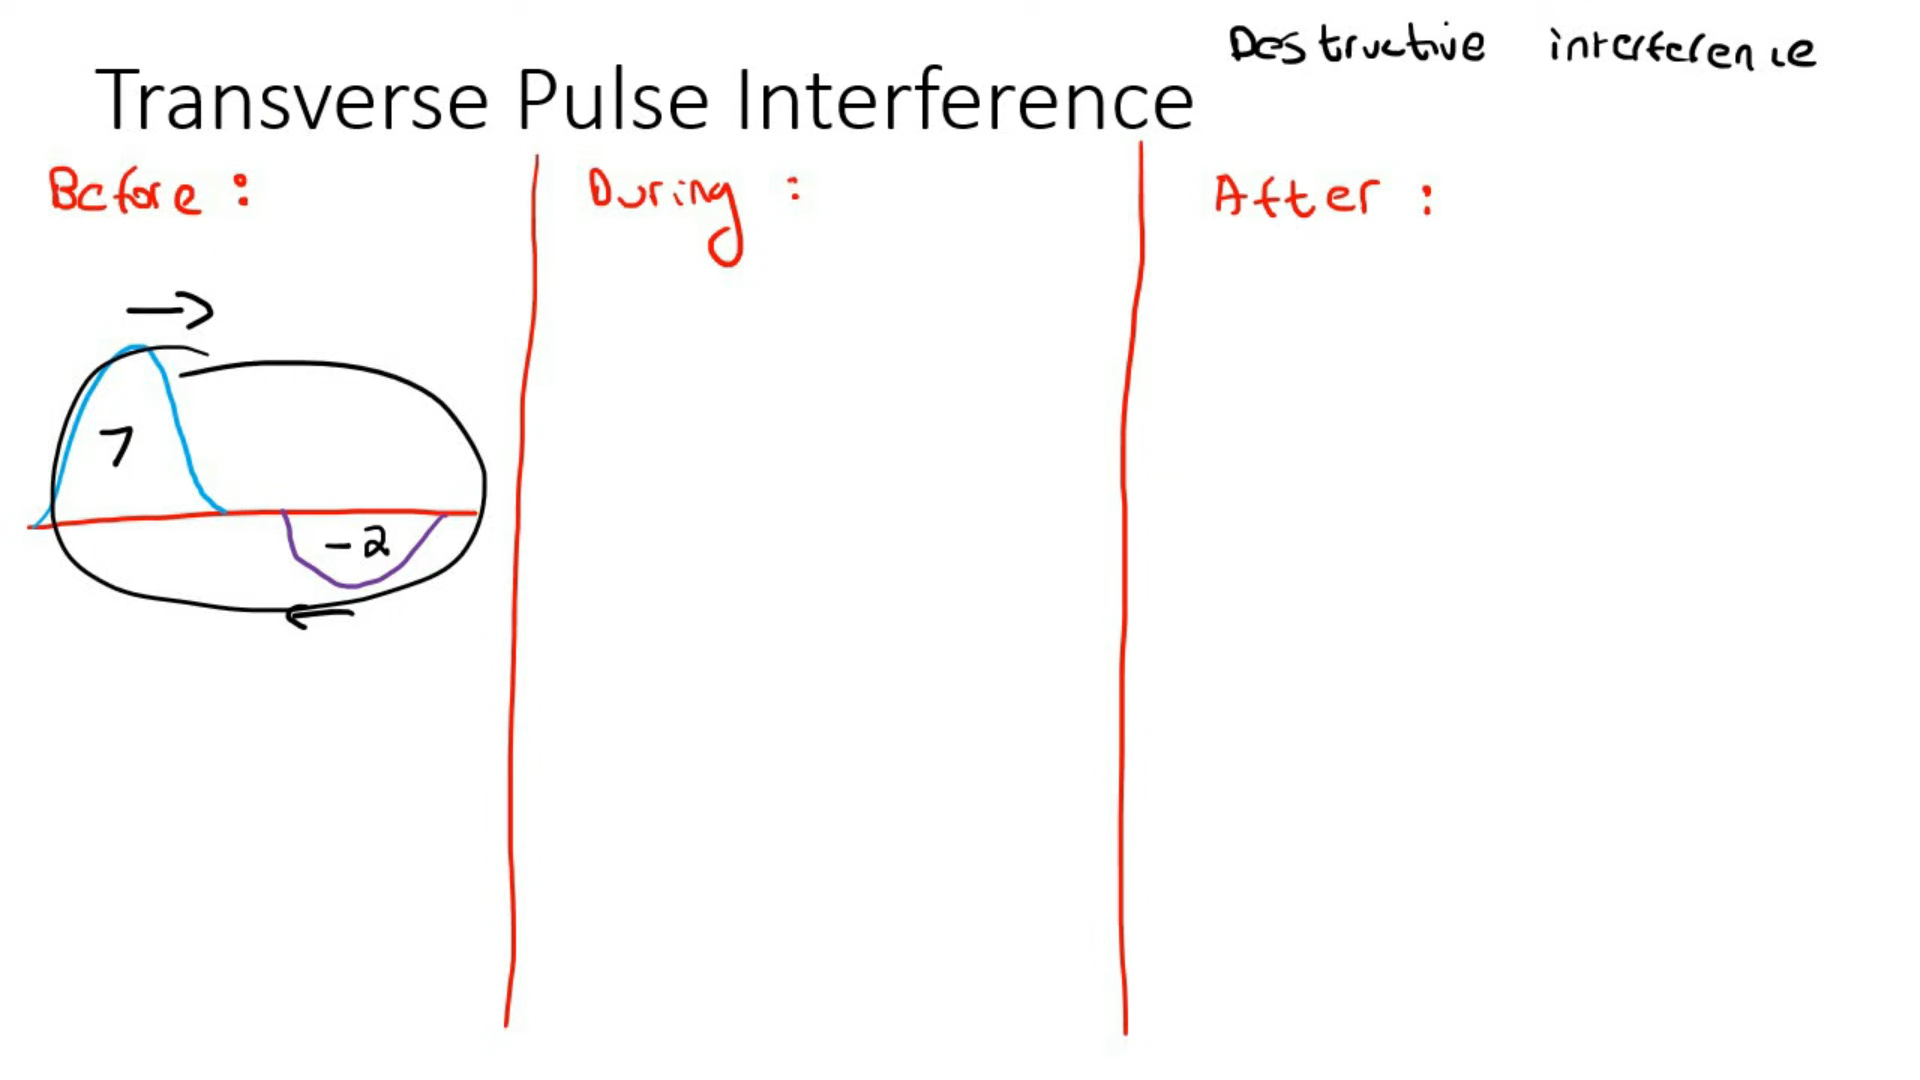 Destructive interference
Transverse Pulse Interference
Before :
During :
After :
7
-2